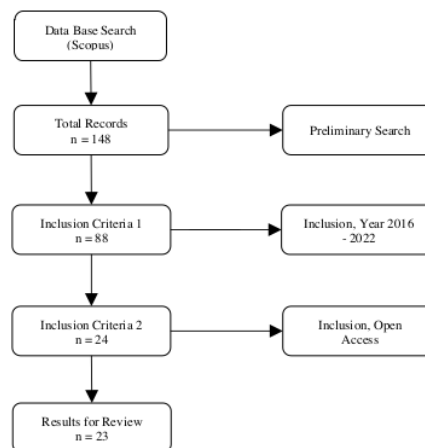 Data Base Search
(Scopus)
Total Records
n = 148
Preliminary Search
Inclusion Criteria 1
n = 88
Inclusion, Year 2016
- 2022
Inclusion Criteria 2
n = 24
Inclusion, Open
Access
Results for Review
n = 23